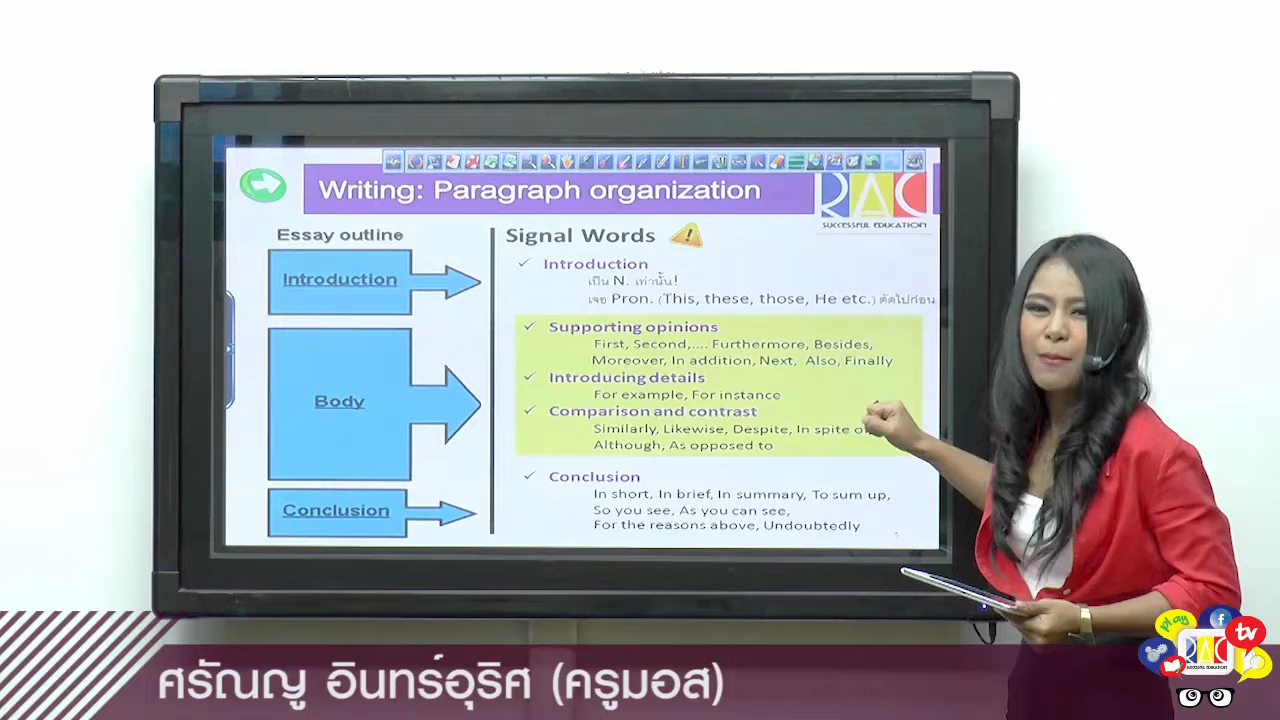 Writing: Paragraph organization
RAC
SUCCESSFUL EDUCATION
Essay outline
Introduction
Body
Conclusion
Signal Words
Introduction
เป็น N. เท่านั้น!
เจอ Pron. (This, these, those, He etc.) ตัดไปก่อน
Supporting opinions
First, Second,.... Furthermore, Besides,
Moreover, In addition, Next, Also, Finally
Introducing details
For example, For instance
Comparison and contrast
Similarly, Likewise, Despite, In spite of,
Although, As opposed to
Conclusion
In short, In brief, In summary, To sum up,
So you see, As you can see,
For the reasons above, Undoubtedly
ศรัณญู อินทร์อุริศ (ครูมอส)
play
f
tv
RAC
SUCCESSFUL EDUCATION